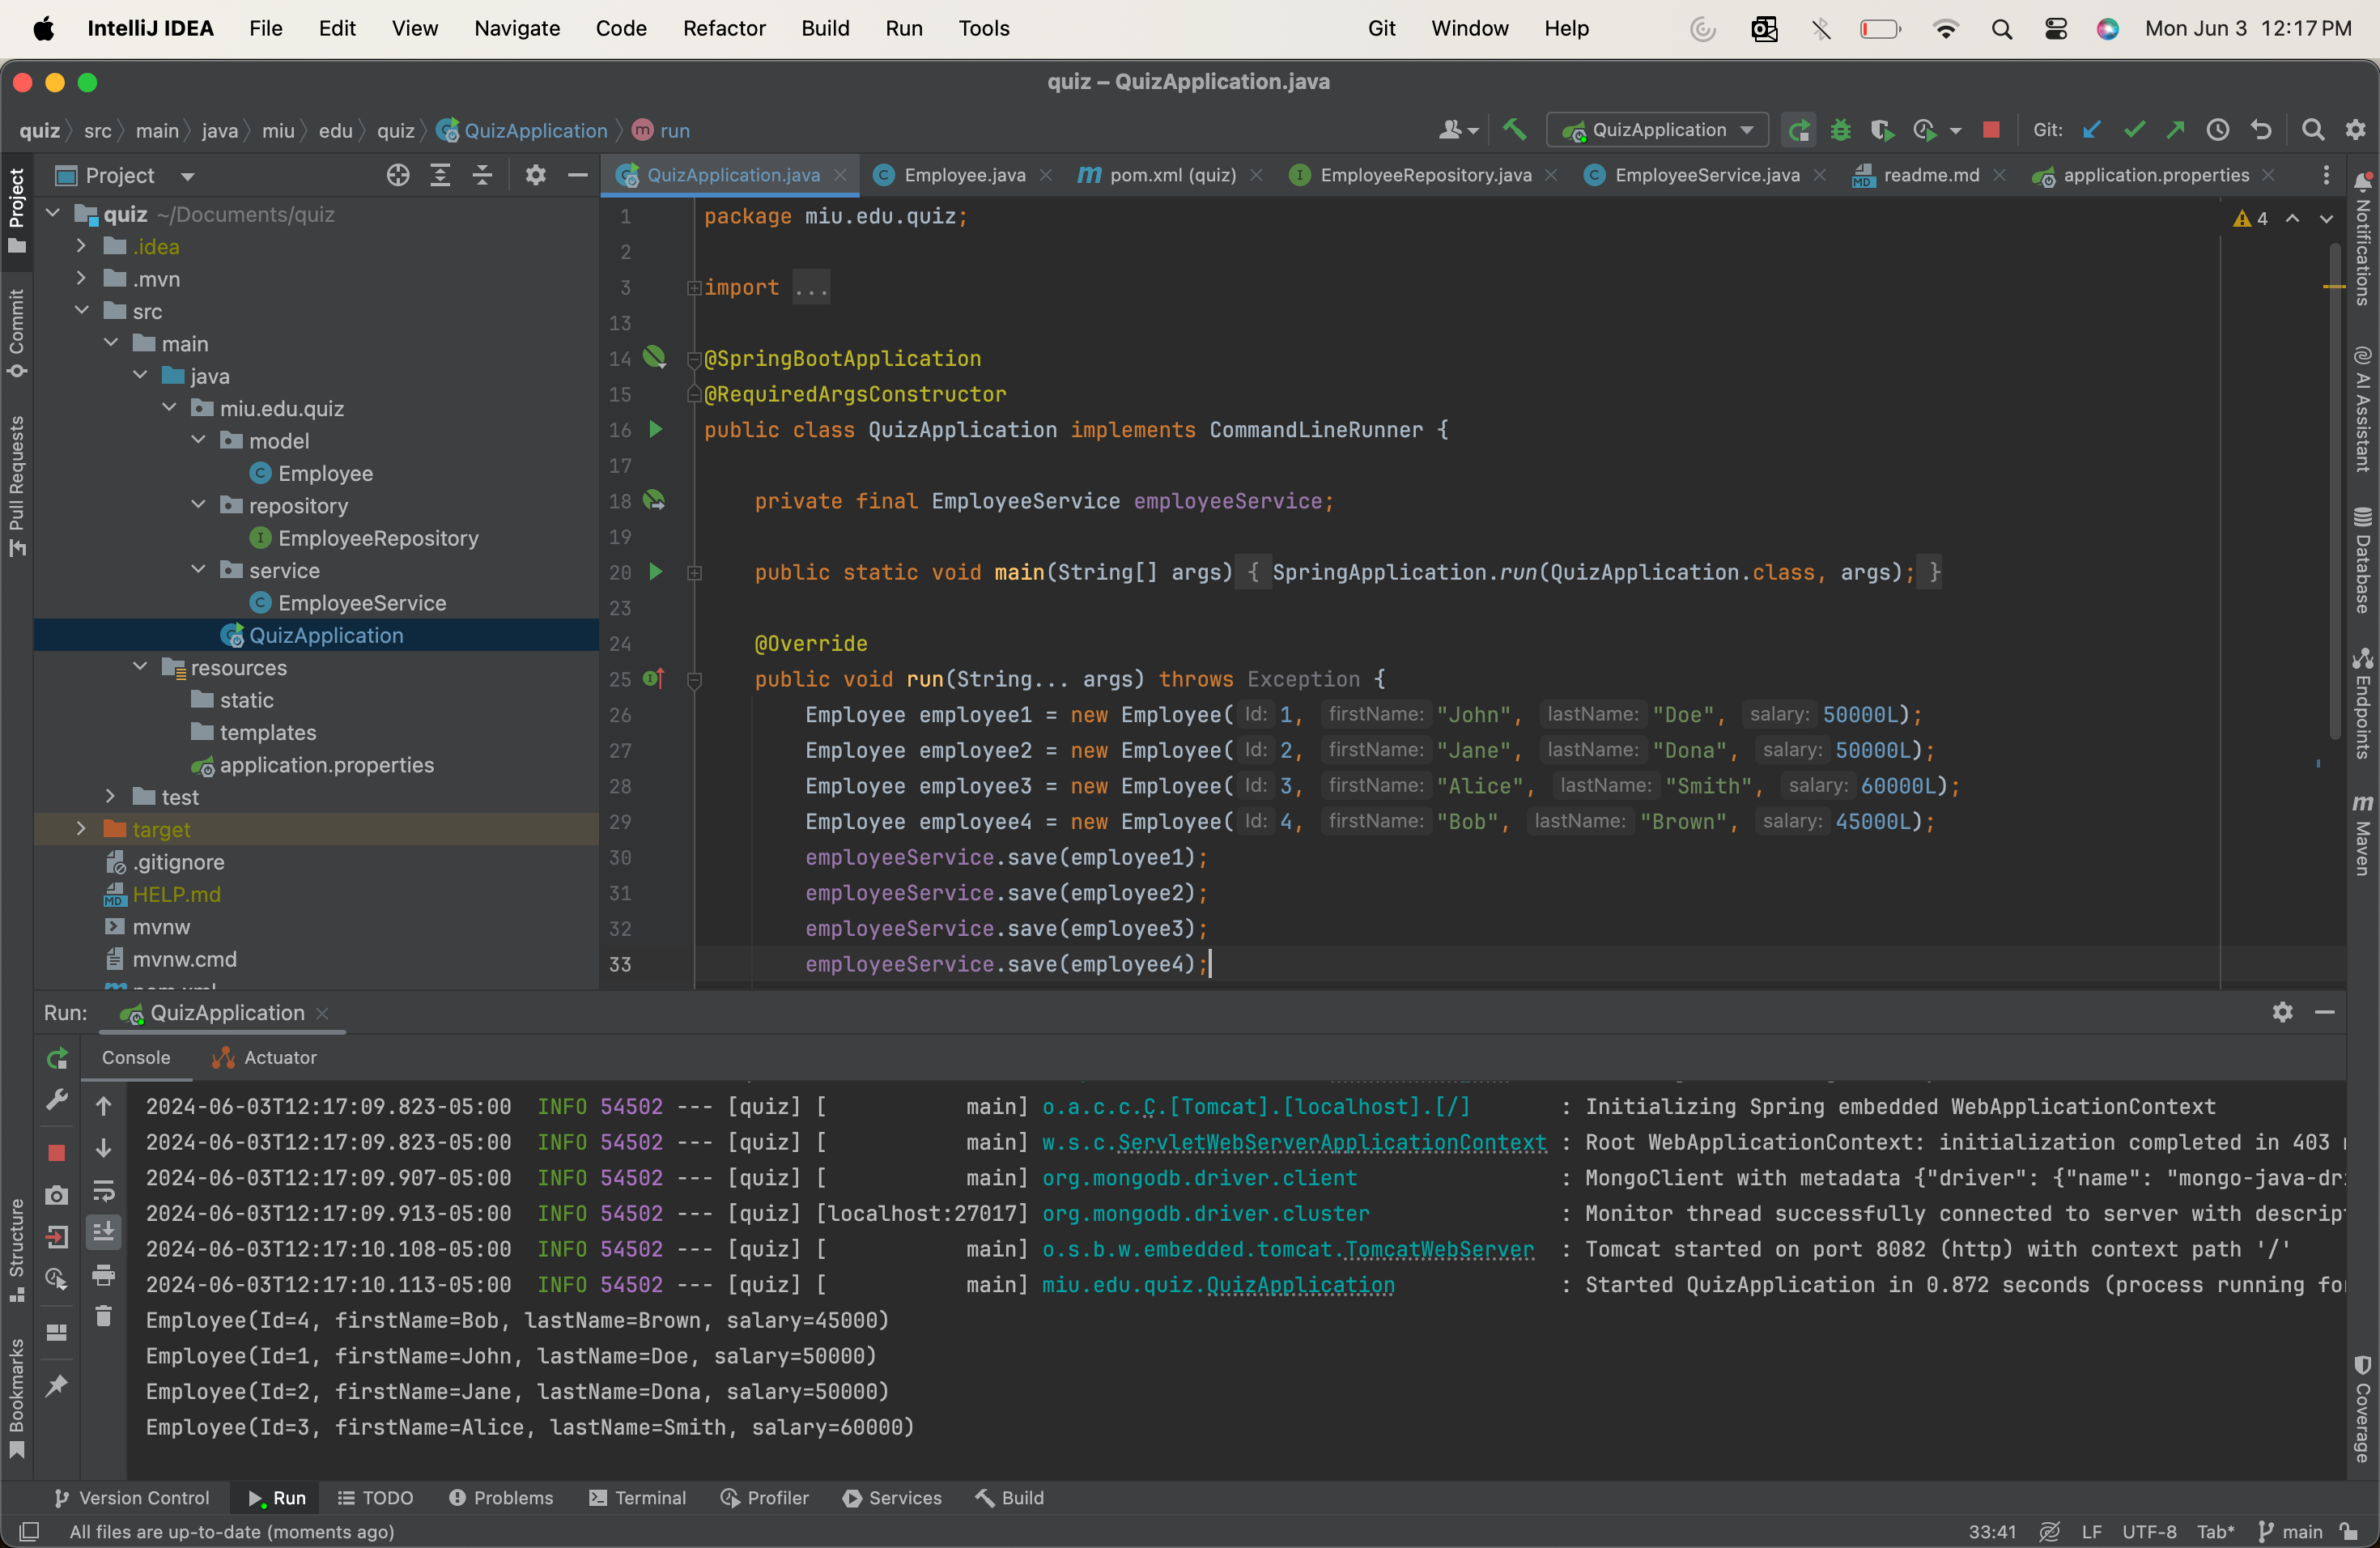 IntelliJ IDEA File Edit View Navigate Code Refactor Build Run Tools Git Window Help Mon Jun 3 12:17 PM
quiz – QuizApplication.java
quiz src main java miu edu quiz QuizApplication m run QuizApplication Git:
Project
QuizApplication.java Employee.java pom.xml (quiz) EmployeeRepository.java EmployeeService.java readme.md application.properties
Project
Commit
Pull Requests
Structure
Bookmarks
quiz ~/Documents/quiz
.idea
.mvn
src
main
java
miu.edu.quiz
model
Employee
repository
EmployeeRepository
service
EmployeeService
QuizApplication
resources
static
templates
application.properties
test
target
.gitignore
HELP.md
mvnw
mvnw.cmd
4
1 package miu.edu.quiz;
2
3 import ...
13
14 @SpringBootApplication
15 @RequiredArgsConstructor
16 public class QuizApplication implements CommandLineRunner {
17
18 private final EmployeeService employeeService;
19
20 public static void main(String[] args) { SpringApplication.run(QuizApplication.class, args); }
23
24 @Override
25 public void run(String... args) throws Exception {
26 Employee employee1 = new Employee( Id: 1, firstName: "John", lastName: "Doe", salary: 50000L);
27 Employee employee2 = new Employee( Id: 2, firstName: "Jane", lastName: "Dona", salary: 50000L);
28 Employee employee3 = new Employee( Id: 3, firstName: "Alice", lastName: "Smith", salary: 60000L);
29 Employee employee4 = new Employee( Id: 4, firstName: "Bob", lastName: "Brown", salary: 45000L);
30 employeeService.save(employee1);
31 employeeService.save(employee2);
32 employeeService.save(employee3);
33 employeeService.save(employee4);
Notifications
AI Assistant
Database
Endpoints
Maven
Coverage
Run: QuizApplication
Console Actuator
2024-06-03T12:17:09.823-05:00 INFO 54502 --- [quiz] [ main] o.a.c.c.C.[Tomcat].[localhost].[/] : Initializing Spring embedded WebApplicationContext
2024-06-03T12:17:09.823-05:00 INFO 54502 --- [quiz] [ main] w.s.c.ServletWebServerApplicationContext : Root WebApplicationContext: initialization completed in 403
2024-06-03T12:17:09.907-05:00 INFO 54502 --- [quiz] [ main] org.mongodb.driver.client : MongoClient with metadata {"driver": {"name": "mongo-java-dr
2024-06-03T12:17:09.913-05:00 INFO 54502 --- [quiz] [localhost:27017] org.mongodb.driver.cluster : Monitor thread successfully connected to server with descrip
2024-06-03T12:17:10.108-05:00 INFO 54502 --- [quiz] [ main] o.s.b.w.embedded.tomcat.TomcatWebServer : Tomcat started on port 8082 (http) with context path '/'
2024-06-03T12:17:10.113-05:00 INFO 54502 --- [quiz] [ main] miu.edu.quiz.QuizApplication : Started QuizApplication in 0.872 seconds (process running fo
Employee(Id=4, firstName=Bob, lastName=Brown, salary=45000)
Employee(Id=1, firstName=John, lastName=Doe, salary=50000)
Employee(Id=2, firstName=Jane, lastName=Dona, salary=50000)
Employee(Id=3, firstName=Alice, lastName=Smith, salary=60000)
Version Control Run TODO Problems Terminal Profiler Services Build
All files are up-to-date (moments ago) 33:41 LF UTF-8 Tab* main